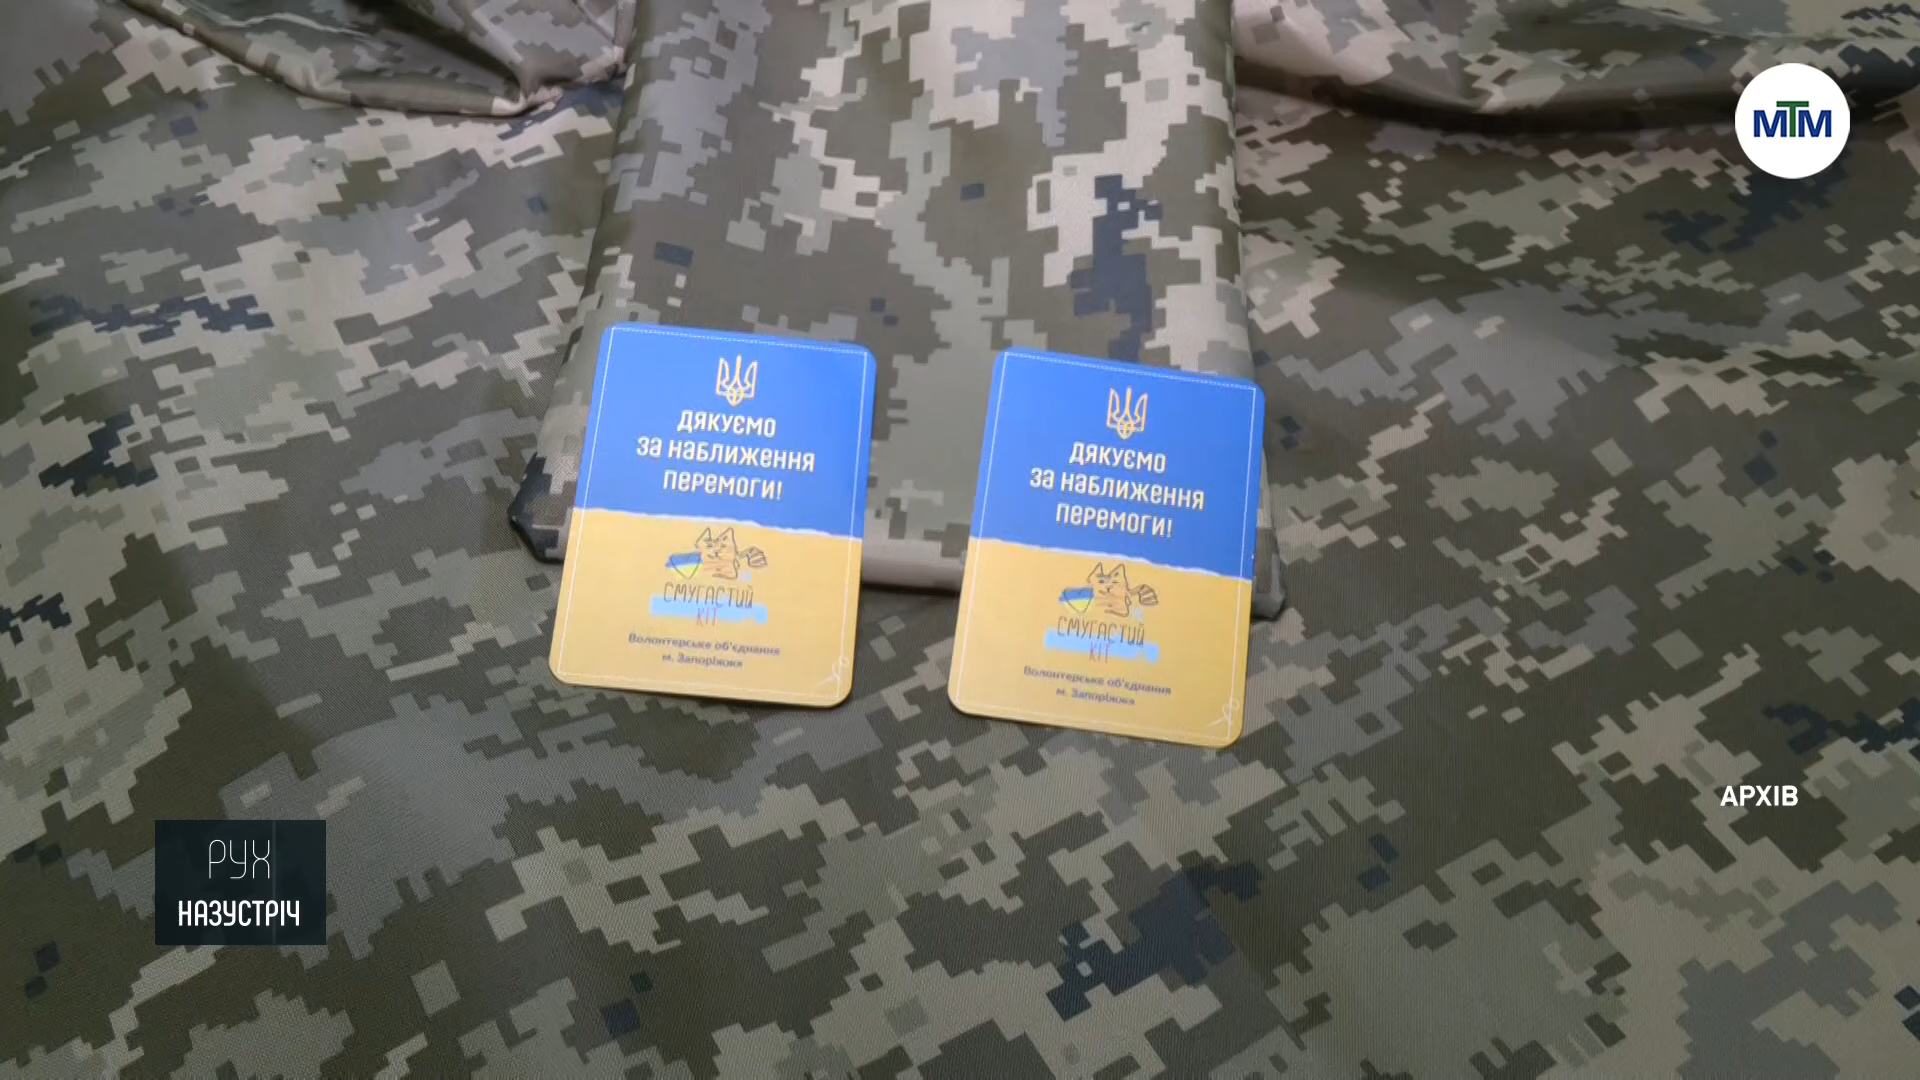 МТМ
ДЯКУЄМО
ЗА НАБЛИЖЕННЯ
ПЕРЕМОГИ!
СМУГАСТИЙ
КІТ
Волонтерське об'єднання
м. Запоріжжя
ДЯКУЄМО
ЗА НАБЛИЖЕННЯ
ПЕРЕМОГИ!
СМУГАСТИЙ
КІТ
Волонтерське об'єднання
м. Запоріжжя
АРХІВ
РУХ
НАЗУСТРІЧ